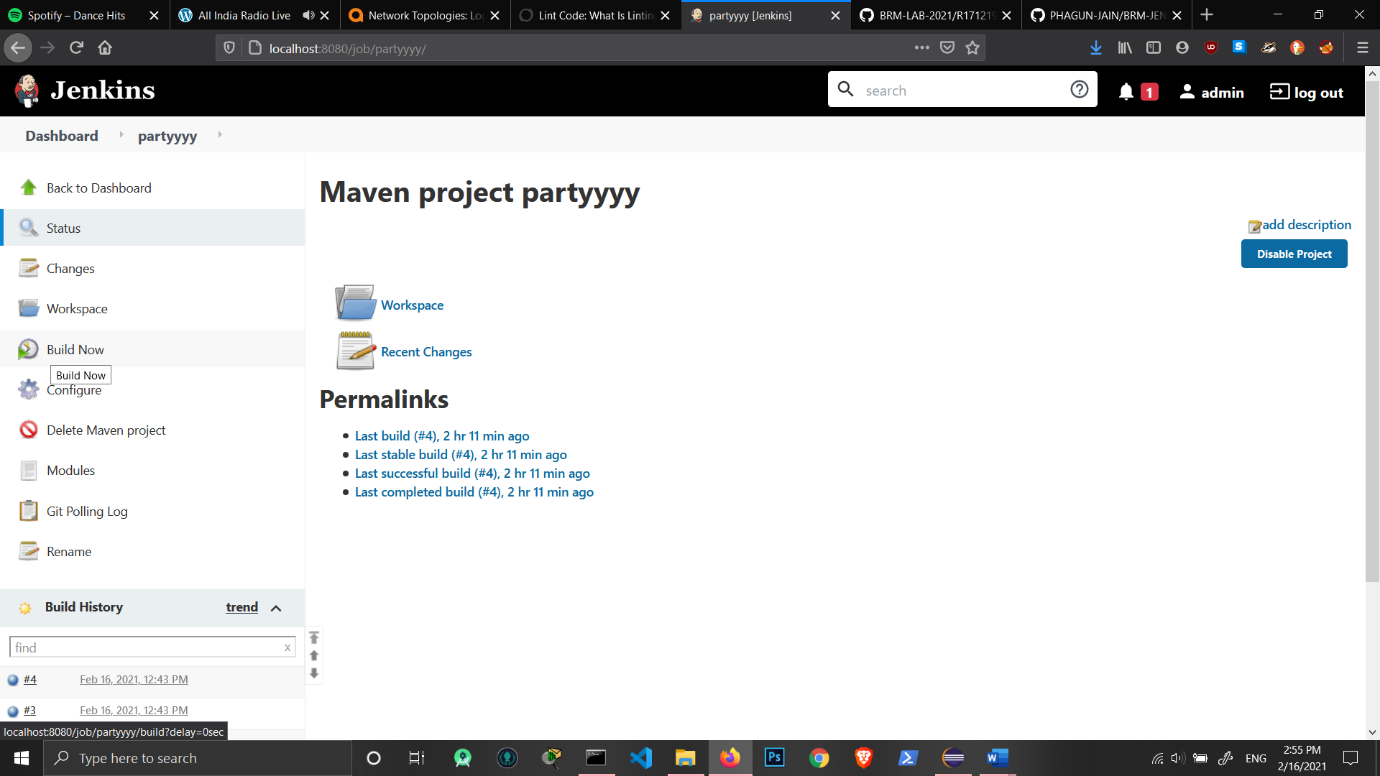 Spotify – Dance Hits
All India Radio Live
Network Topologies: Lo
Lint Code: What Is Lintin
partyyyy [Jenkins]
BRM-LAB-2021/R171219
PHAGUN-JAIN/BRM-JEN
localhost:8080/job/partyyyy/
Jenkins
search
1
admin
log out
Dashboard
partyyyy
Back to Dashboard
Status
Changes
Workspace
Build Now
Build Now
Configure
Delete Maven project
Modules
Git Polling Log
Rename
Build History
trend
find
x
#4 Feb 16, 2021, 12:43 PM
#3 Feb 16, 2021, 12:43 PM
localhost:8080/job/partyyyy/build?delay=0sec
Maven project partyyyy
add description
Disable Project
Workspace
Recent Changes
Permalinks
Last build (#4), 2 hr 11 min ago
Last stable build (#4), 2 hr 11 min ago
Last successful build (#4), 2 hr 11 min ago
Last completed build (#4), 2 hr 11 min ago
Type here to search
Ps
ENG
2:55 PM
2/16/2021